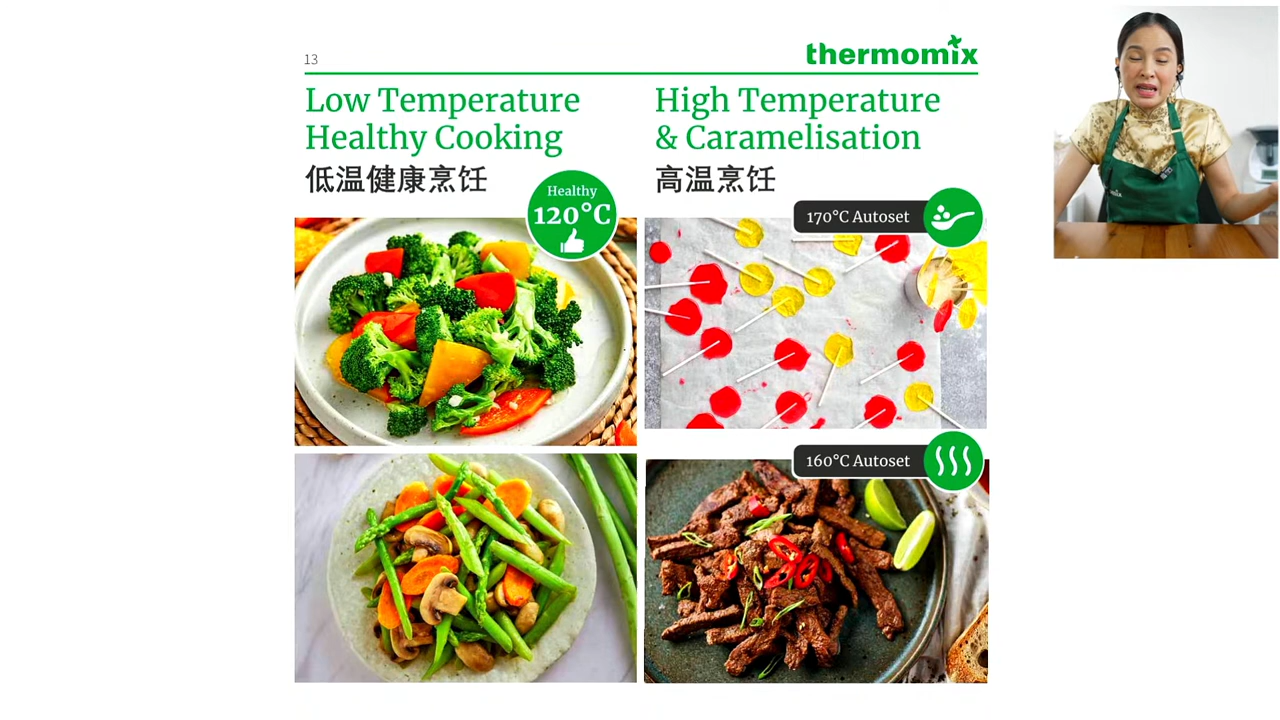 13
thermomix
Low Temperature
Healthy Cooking
低温健康烹饪
Healthy
120°C
High Temperature
& Caramelisation
高温烹饪
170°C Autoset
160°C Autoset